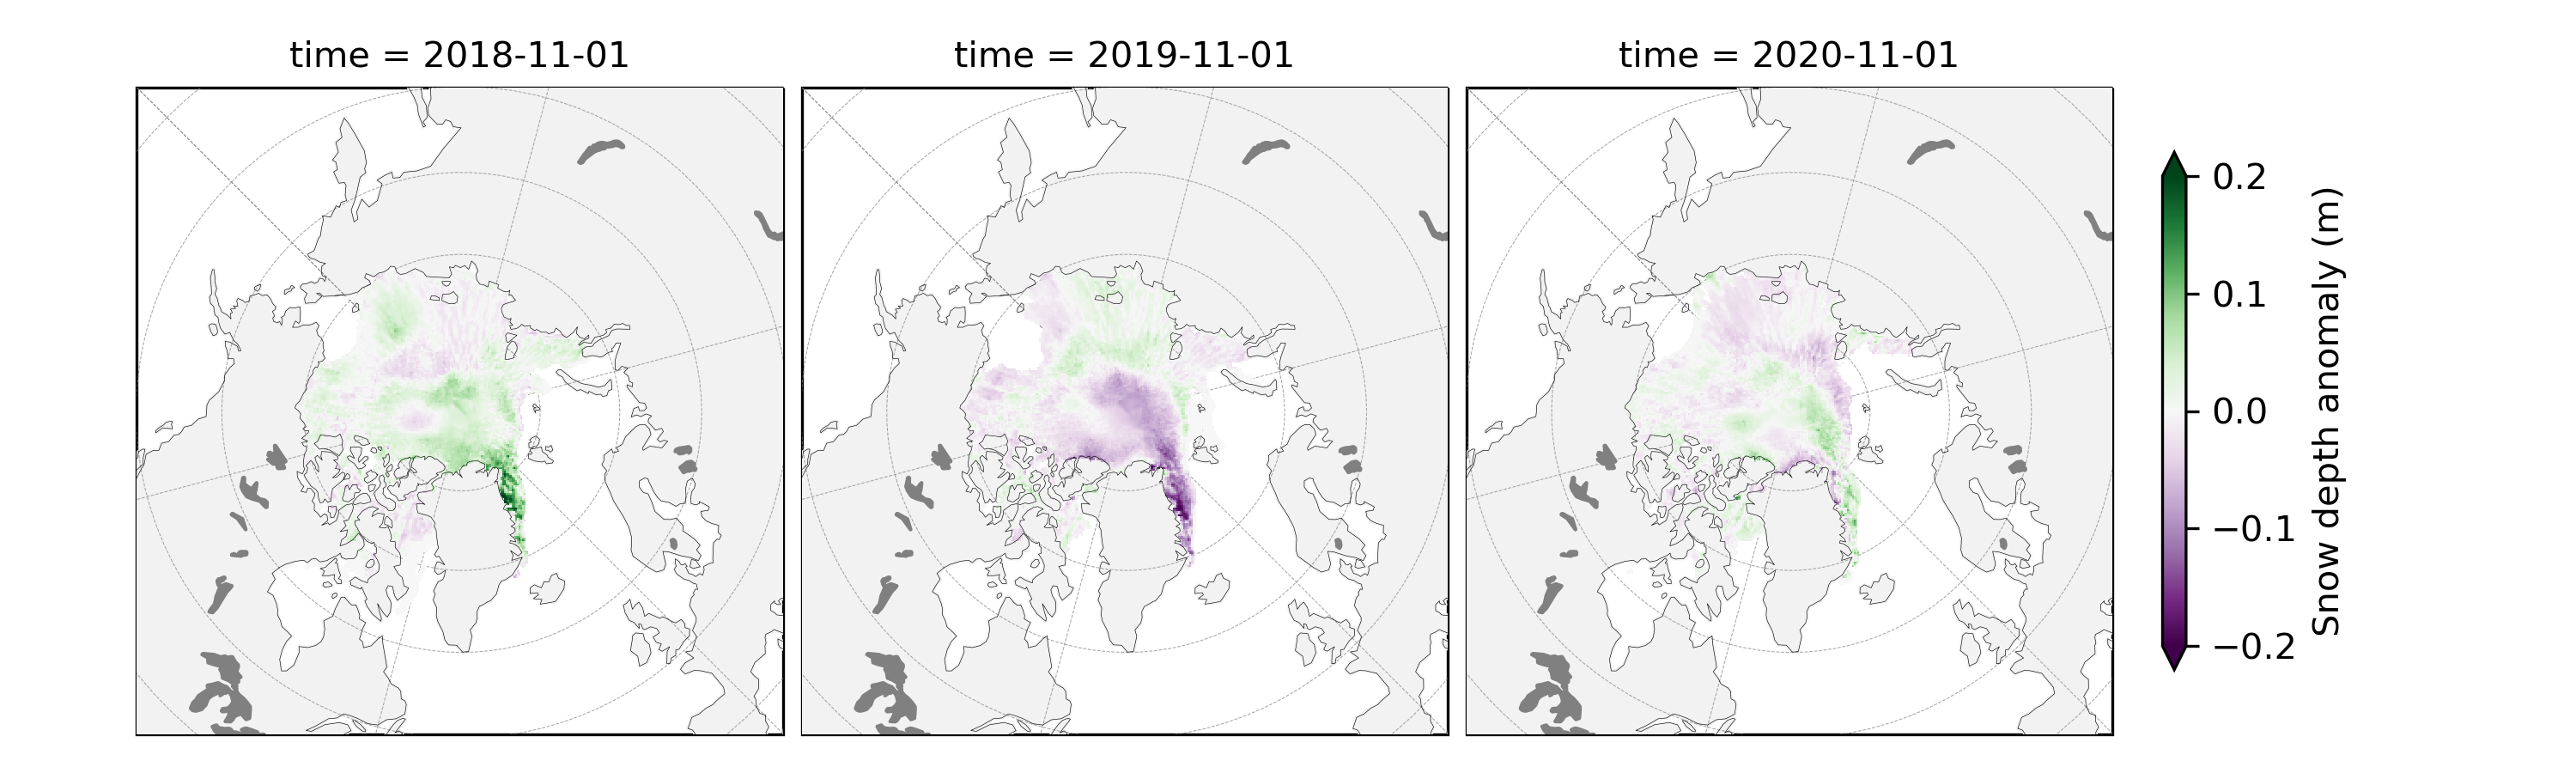 time = 2018-11-01
time = 2019-11-01
time = 2020-11-01
0.2
0.1
0.0
−0.1
−0.2
Snow depth anomaly (m)